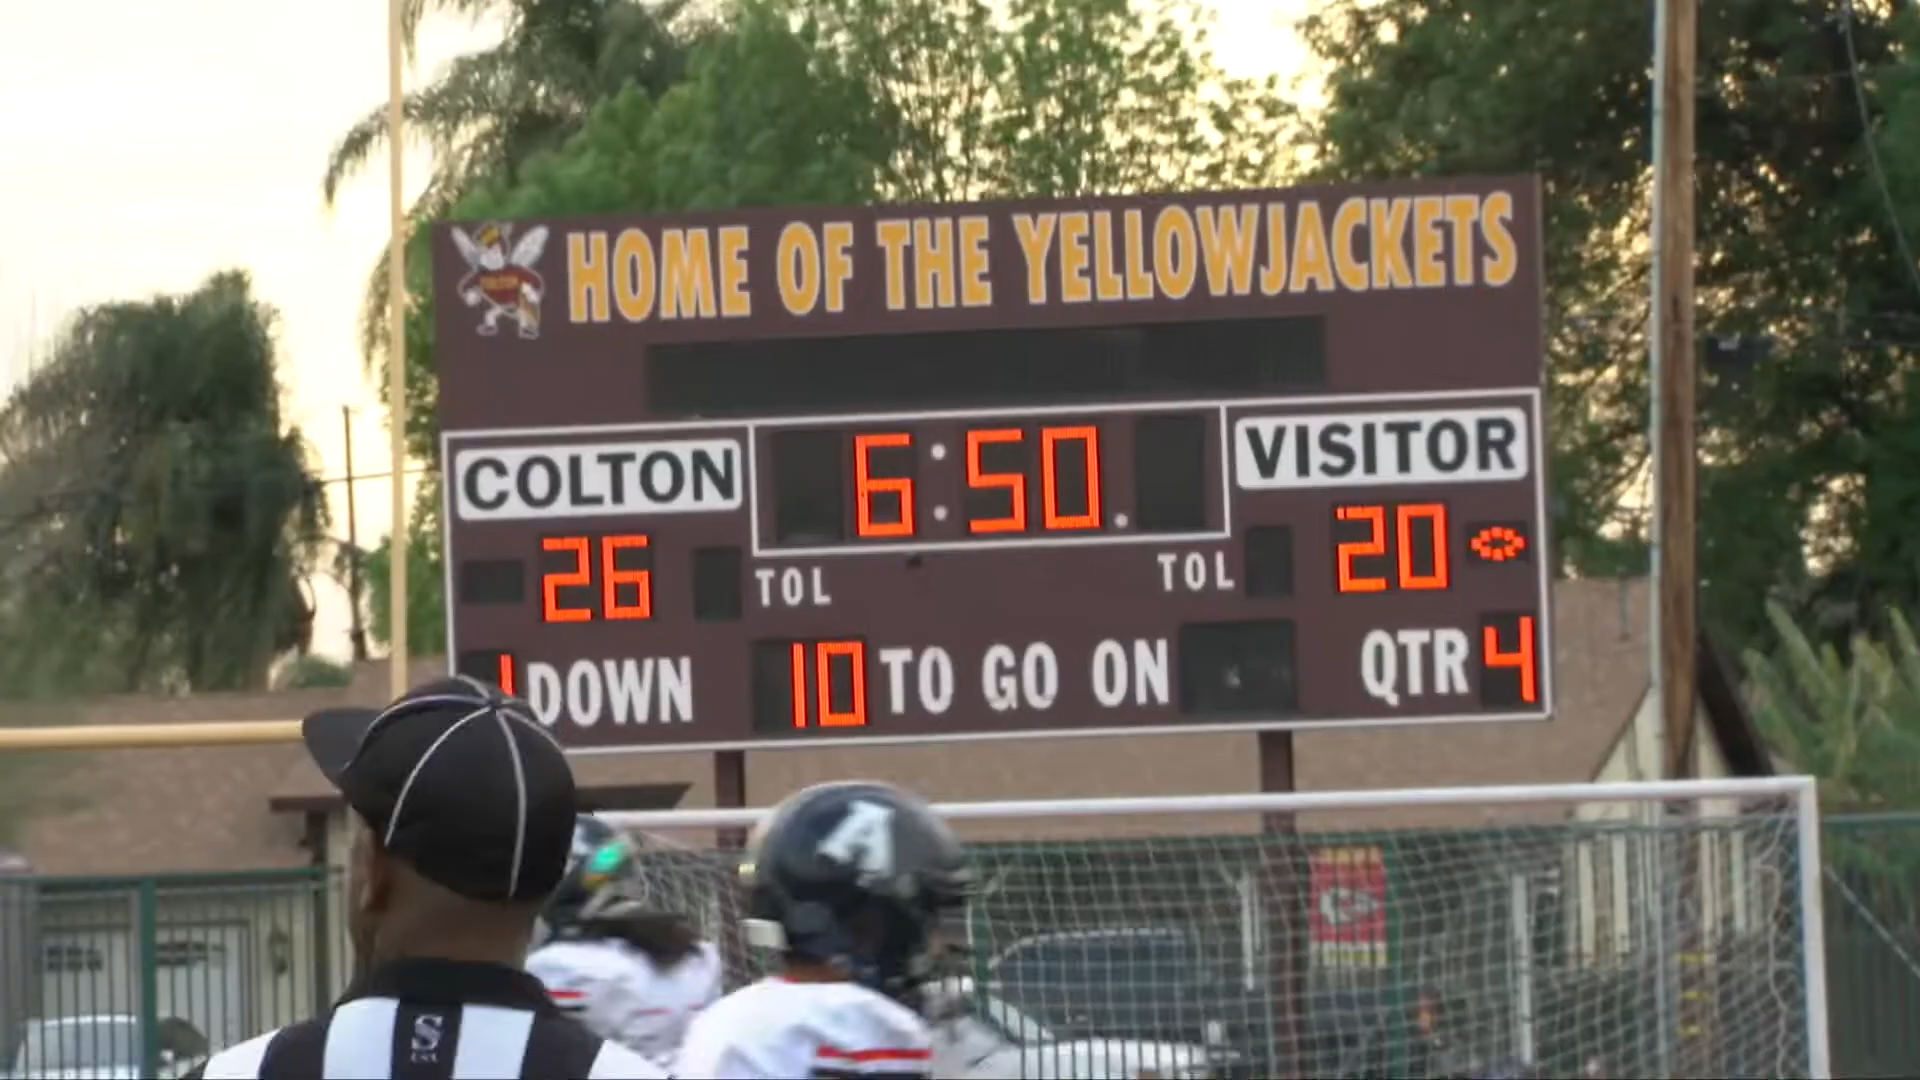 HOME OF THE YELLOWJACKETS
COLTON
6:50
VISITOR
26
TOL
TOL
20
1 DOWN
10 TO GO ON
QTR 4
A
S